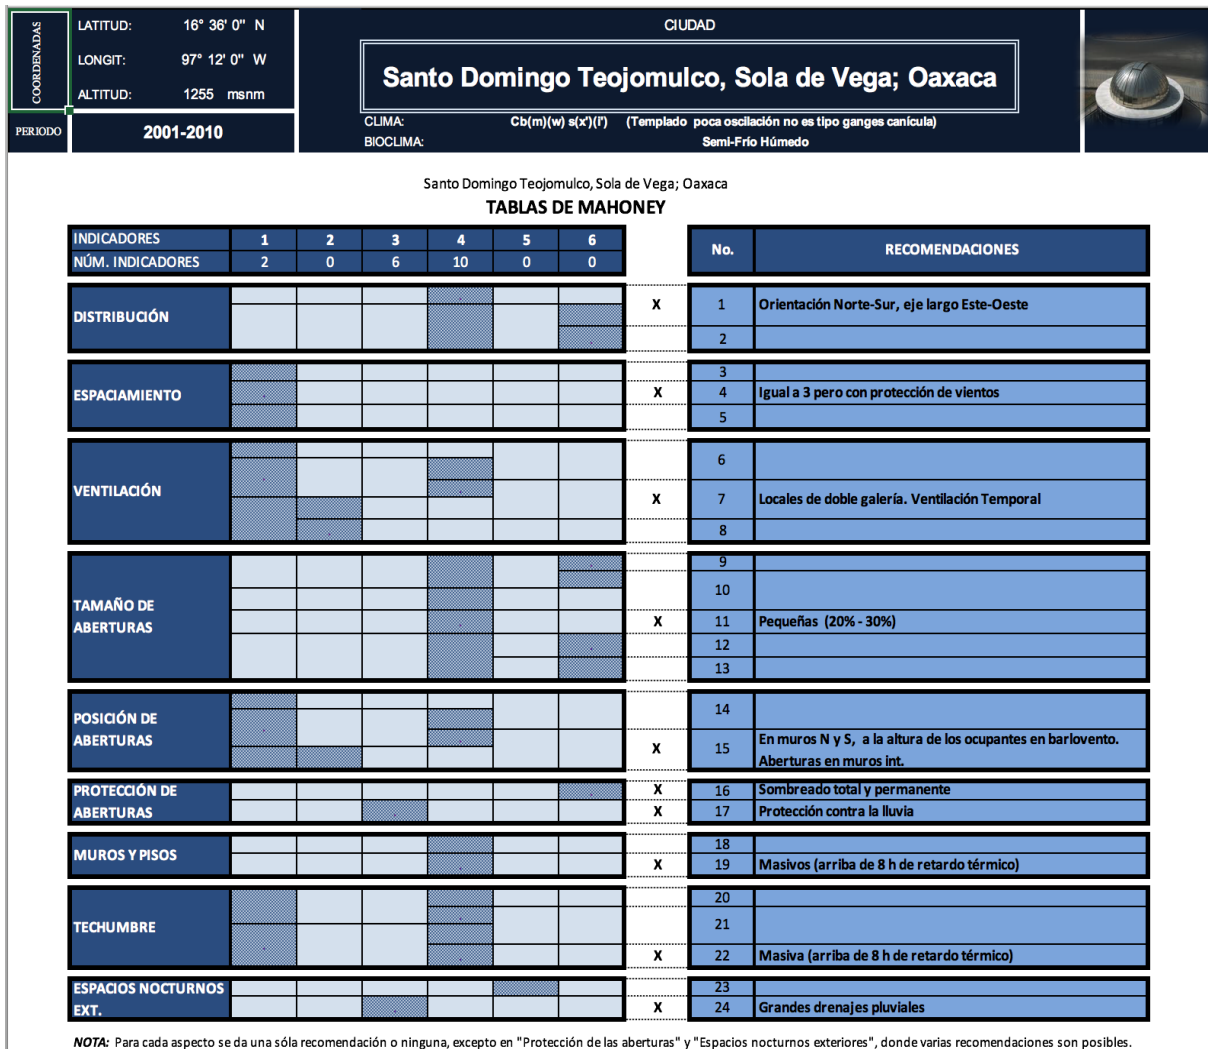 COORDENADAS
LATITUD: 16° 36' 0'' N
LONGIT: 97° 12' 0'' W
ALTITUD: 1255 msnm
PERIODO 2001-2010
CIUDAD
Santo Domingo Teojomulco, Sola de Vega; Oaxaca
CLIMA: Cb(m)(w) s(x')(i') (Templado poca oscilación no es tipo ganges canícula)
BIOCLIMA: Semi-Frío Húmedo
Santo Domingo Teojomulco, Sola de Vega; Oaxaca
TABLAS DE MAHONEY
INDICADORES 1 2 3 4 5 6
NÚM. INDICADORES 2 0 6 10 0 0
No. RECOMENDACIONES
DISTRIBUCIÓN
X 1 Orientación Norte-Sur, eje largo Este-Oeste
2
ESPACIAMIENTO
3
X 4 Igual a 3 pero con protección de vientos
5
VENTILACIÓN
6
X 7 Locales de doble galería. Ventilación Temporal
8
TAMAÑO DE
ABERTURAS
9
10
X 11 Pequeñas (20% - 30%)
12
13
POSICIÓN DE
ABERTURAS
14
X 15 En muros N y S, a la altura de los ocupantes en barlovento.
Aberturas en muros int.
PROTECCIÓN DE
ABERTURAS
X 16 Sombreado total y permanente
X 17 Protección contra la lluvia
MUROS Y PISOS
18
X 19 Masivos (arriba de 8 h de retardo térmico)
TECHUMBRE
20
21
X 22 Masiva (arriba de 8 h de retardo térmico)
ESPACIOS NOCTURNOS
EXT.
23
X 24 Grandes drenajes pluviales
NOTA: Para cada aspecto se da una sóla recomendación o ninguna, excepto en "Protección de las aberturas" y "Espacios nocturnos exteriores", donde varias recomendaciones son posibles.